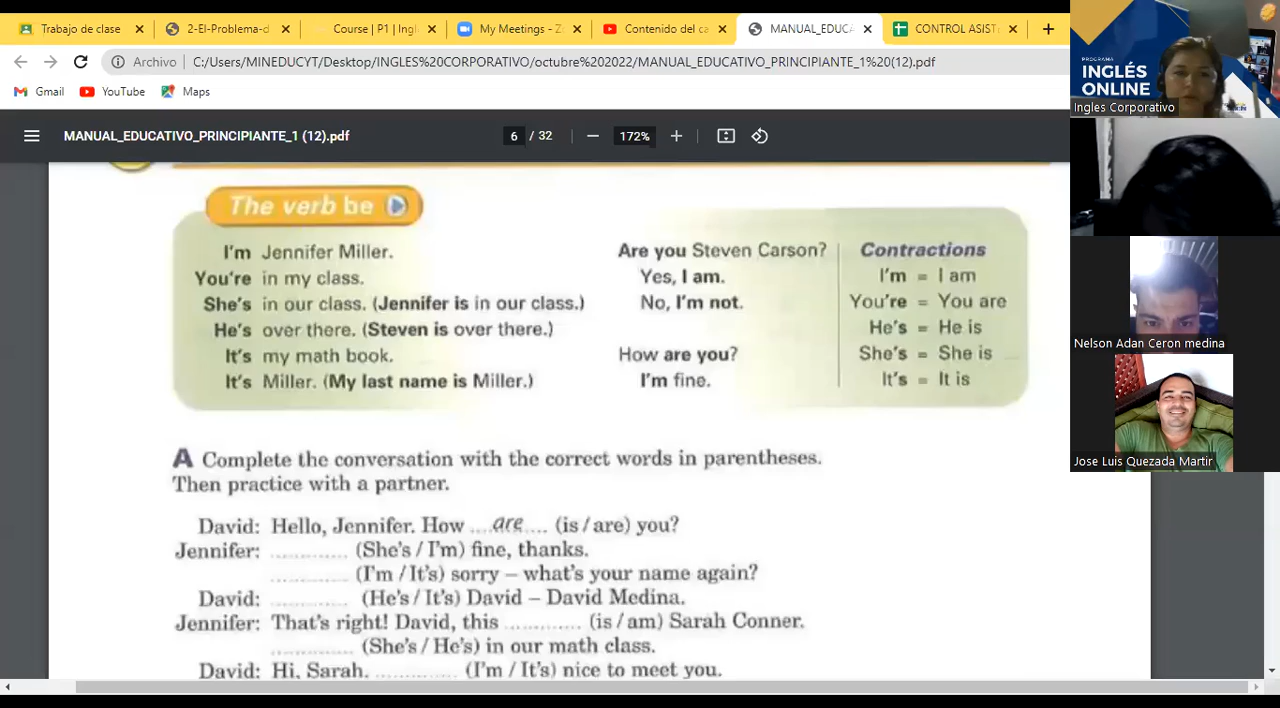 Trabajo de clase
2-El-Problema-d
Course | P1 | Ingl
My Meetings - Z
Contenido del ca
MANUAL_EDUCA
CONTROL ASIST
Archivo | C:/Users/MINEDUCYT/Desktop/INGLES%20CORPORATIVO/octubre%202022/MANUAL_EDUCATIVO_PRINCIPIANTE_1%20(12).pdf
Gmail
YouTube
Maps
MANUAL_EDUCATIVO_PRINCIPIANTE_1 (12).pdf
6 / 32
172%
The verb be
I'm Jennifer Miller.
You're in my class.
She's in our class. (Jennifer is in our class.)
He's over there. (Steven is over there.)
It's my math book.
It's Miller. (My last name is Miller.)
Are you Steven Carson?
Yes, I am.
No, I'm not.
How are you?
I'm fine.
Contractions
I'm = I am
You're = You are
He's = He is
She's = She is
It's = It is
A Complete the conversation with the correct words in parentheses.
Then practice with a partner.
David: Hello, Jennifer. How ....are.... (is / are) you?
Jennifer: ............ (She's / I'm) fine, thanks.
............ (I'm / It's) sorry – what's your name again?
David: ............ (He's / It's) David – David Medina.
Jennifer: That's right! David, this ............ (is / am) Sarah Conner.
............ (She's / He's) in our math class.
David: Hi, Sarah. ............ (I'm / It's) nice to meet you.
PROGRAMA
INGLÉS
ONLINE
Ingles Corporativo
Nelson Adan Ceron medina
Jose Luis Quezada Martir